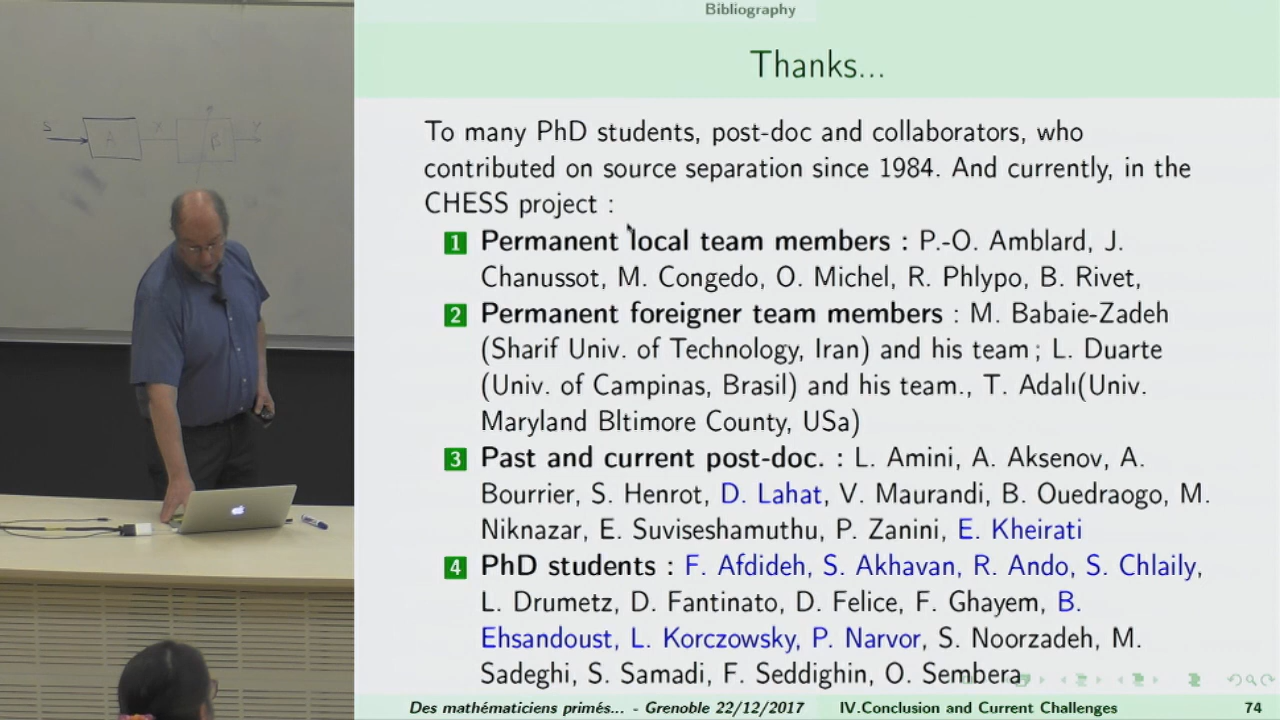 Bibliography
Thanks...
To many PhD students, post-doc and collaborators, who
contributed on source separation since 1984. And currently, in the
CHESS project :
1 Permanent local team members : P.-O. Amblard, J.
Chanussot, M. Congedo, O. Michel, R. Phlypo, B. Rivet,
2 Permanent foreigner team members : M. Babaie-Zadeh
(Sharif Univ. of Technology, Iran) and his team ; L. Duarte
(Univ. of Campinas, Brasil) and his team., T. Adalı(Univ.
Maryland Bltimore County, USa)
3 Past and current post-doc. : L. Amini, A. Aksenov, A.
Bourrier, S. Henrot, D. Lahat, V. Maurandi, B. Ouedraogo, M.
Niknazar, E. Suviseshamuthu, P. Zanini, E. Kheirati
4 PhD students : F. Afdideh, S. Akhavan, R. Ando, S. Chlaily,
L. Drumetz, D. Fantinato, D. Felice, F. Ghayem, B.
Ehsandoust, L. Korczowsky, P. Narvor, S. Noorzadeh, M.
Sadeghi, S. Samadi, F. Seddighin, O. Sembera
Des mathématiciens primés... - Grenoble 22/12/2017 IV.Conclusion and Current Challenges 74
S A B